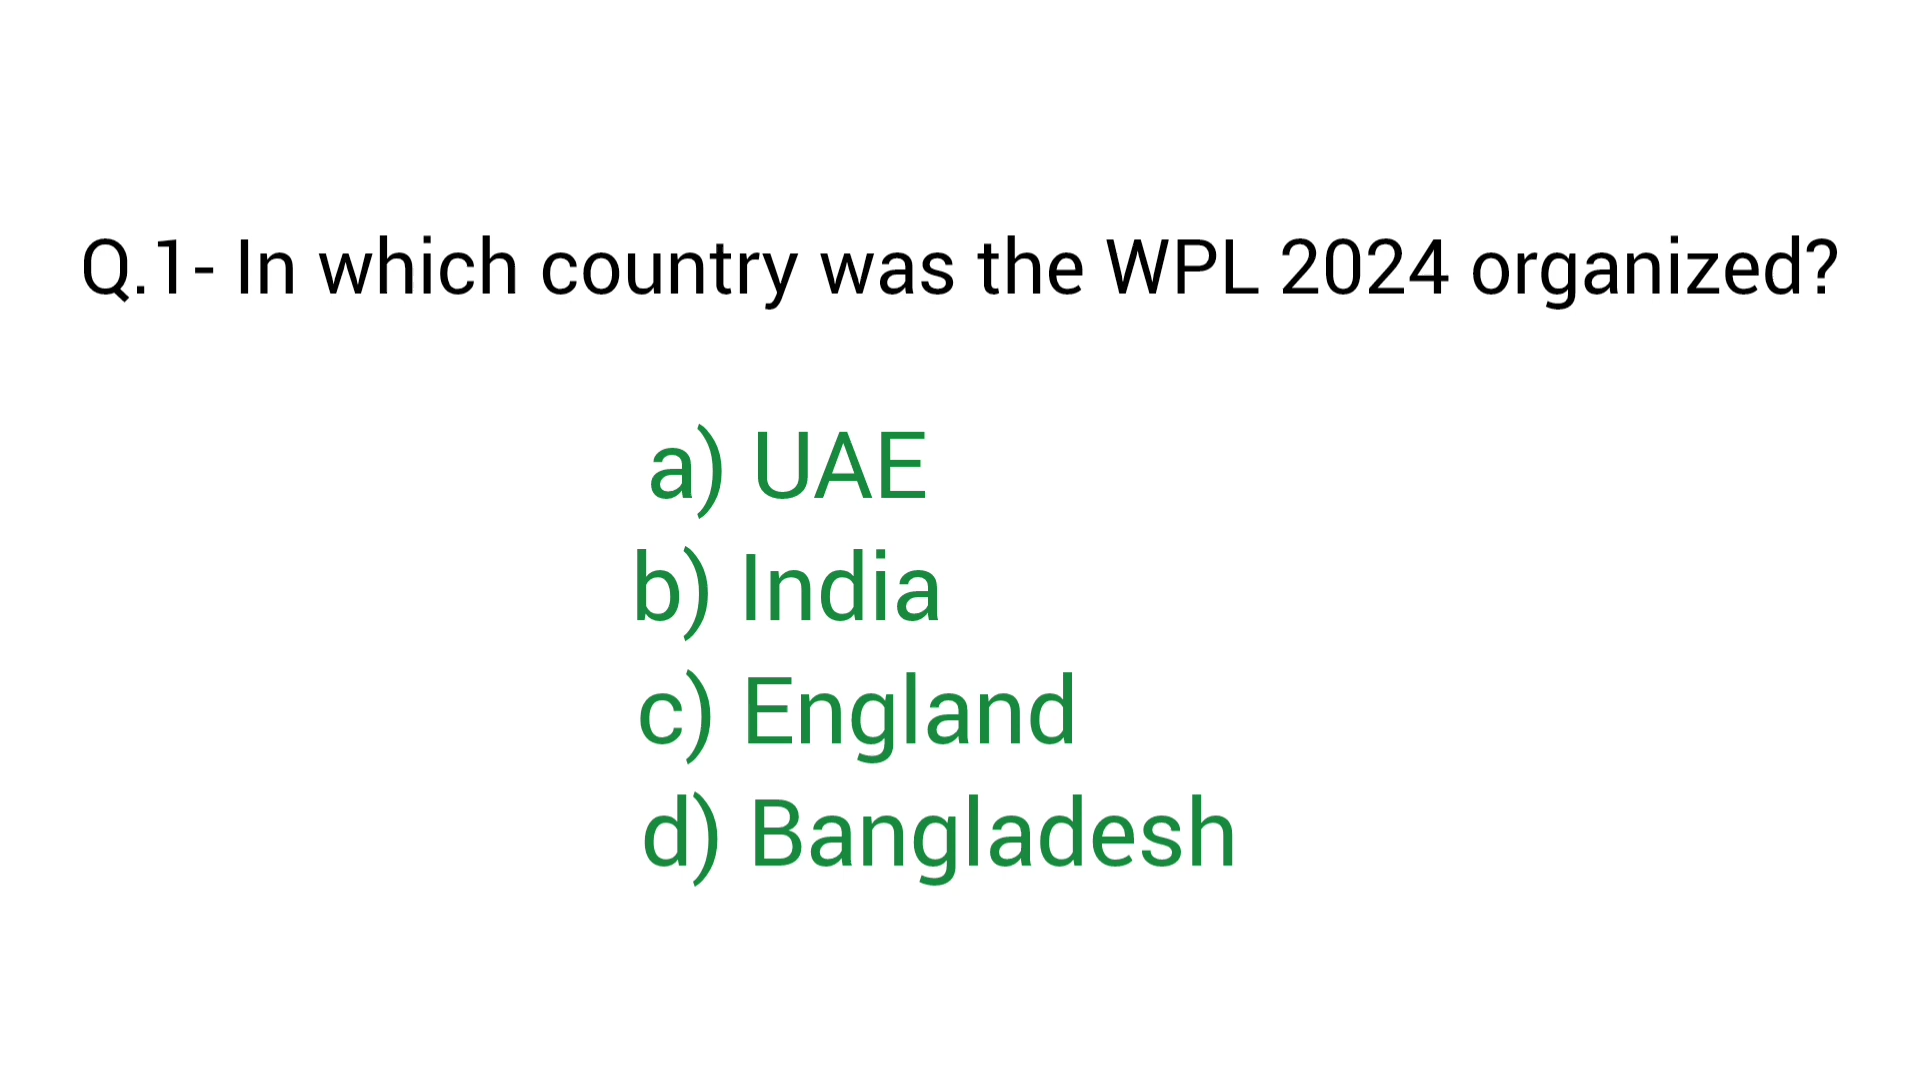 Q.1- In which country was the WPL 2024 organized?
a) UAE
b) India
c) England
d) Bangladesh